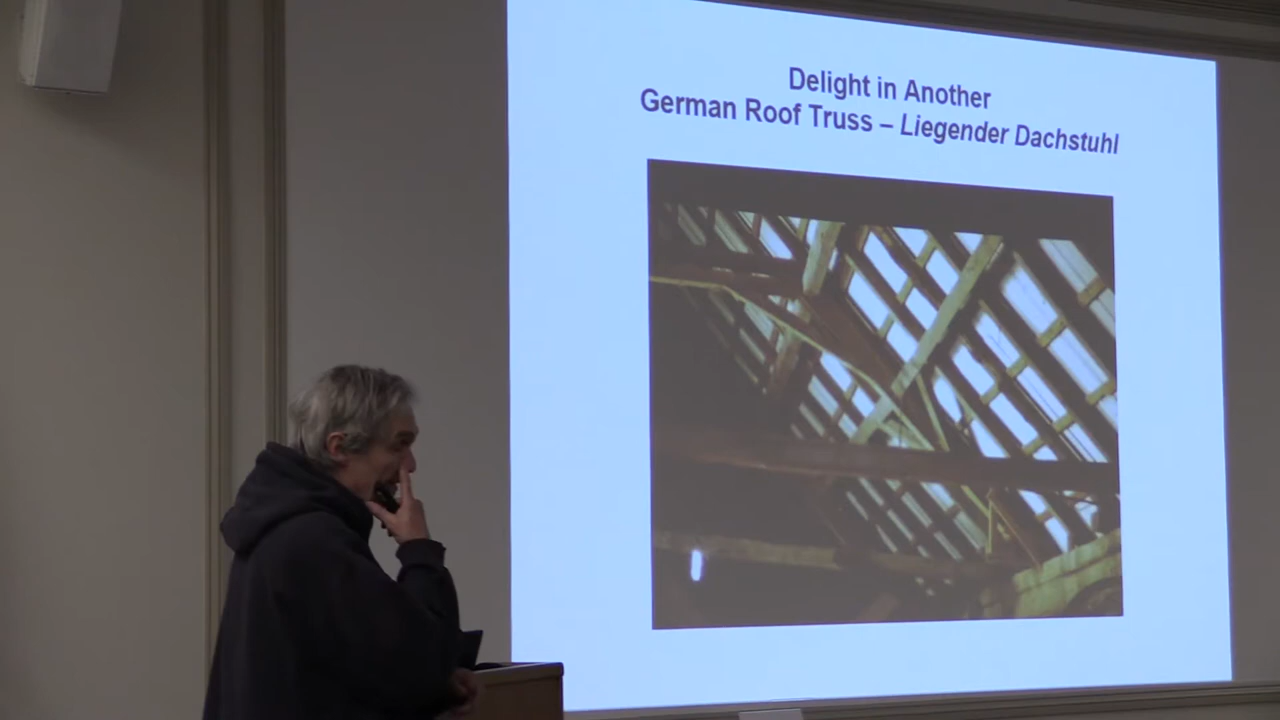 Delight in Another
German Roof Truss – Liegender Dachstuhl